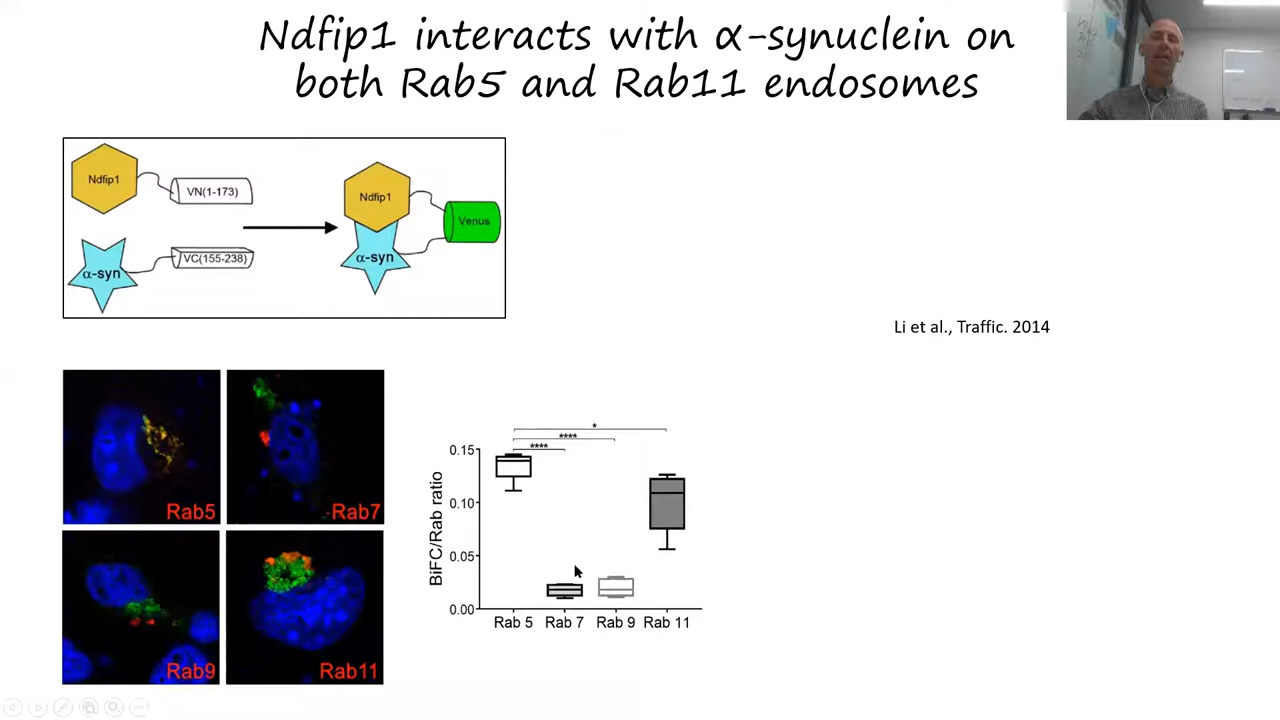 Ndfip1 interacts with α-synuclein on
both Rab5 and Rab11 endosomes
Ndfip1
VN(1-173)
α-syn
VC(155-238)
Ndfip1
α-syn
Venus
Li et al., Traffic. 2014
Rab5
Rab7
Rab9
Rab11
BiFC/Rab ratio
0.15
0.10
0.05
0.00
****
****
*
Rab 5
Rab 7
Rab 9
Rab 11